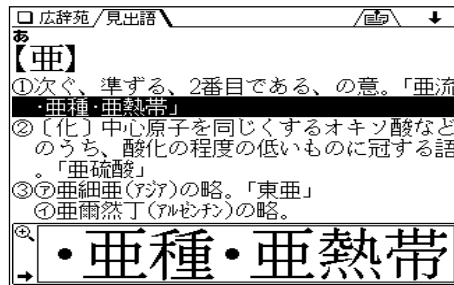 広辞苑 見出語
あ
【亜】
①次ぐ、準ずる、2番目である、の意。「亜流
・亜種・亜熱帯」
②〔化〕中心原子を同じくするオキソ酸など
のうち、酸化の程度の低いものに冠する語
。「亜硫酸」
③㋐亜細亜(アジア)の略。「東亜」
㋑亜爾然丁(アルゼンチン)の略。
・亜種・亜熱帯